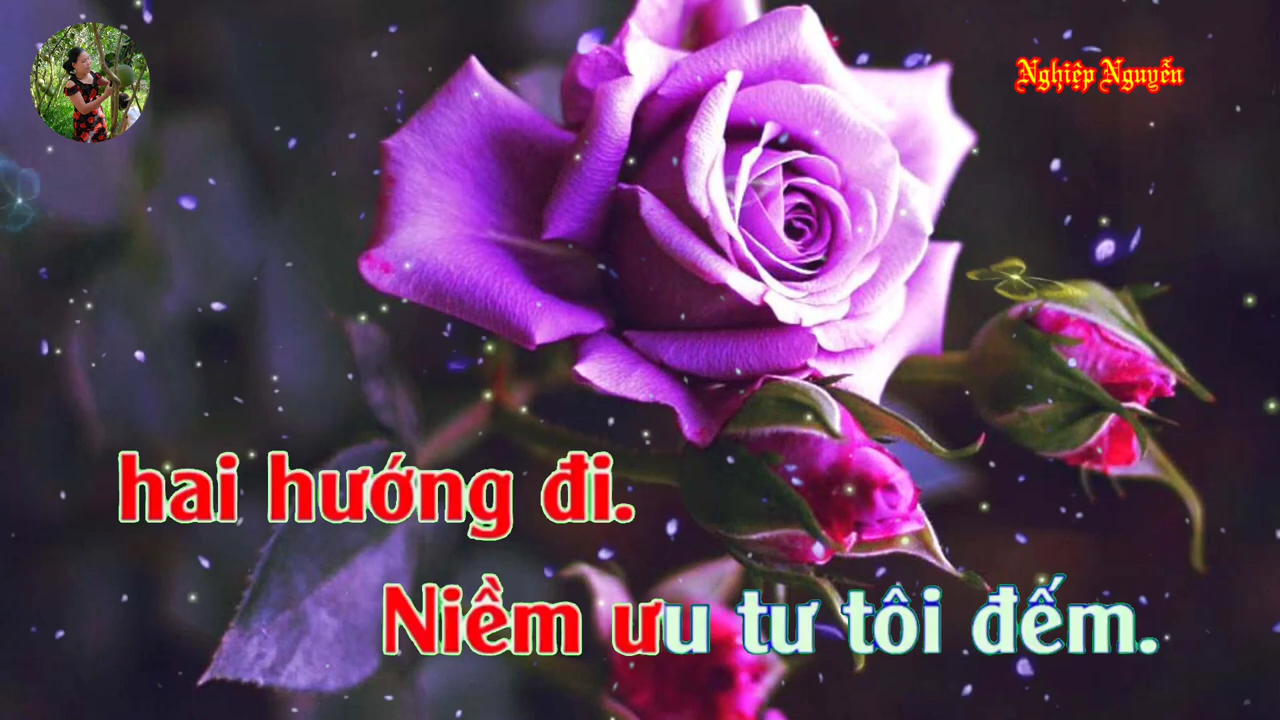 Nghiệp Nguyễn
hai hướng đi.
Niềm ưu tư tôi đếm.